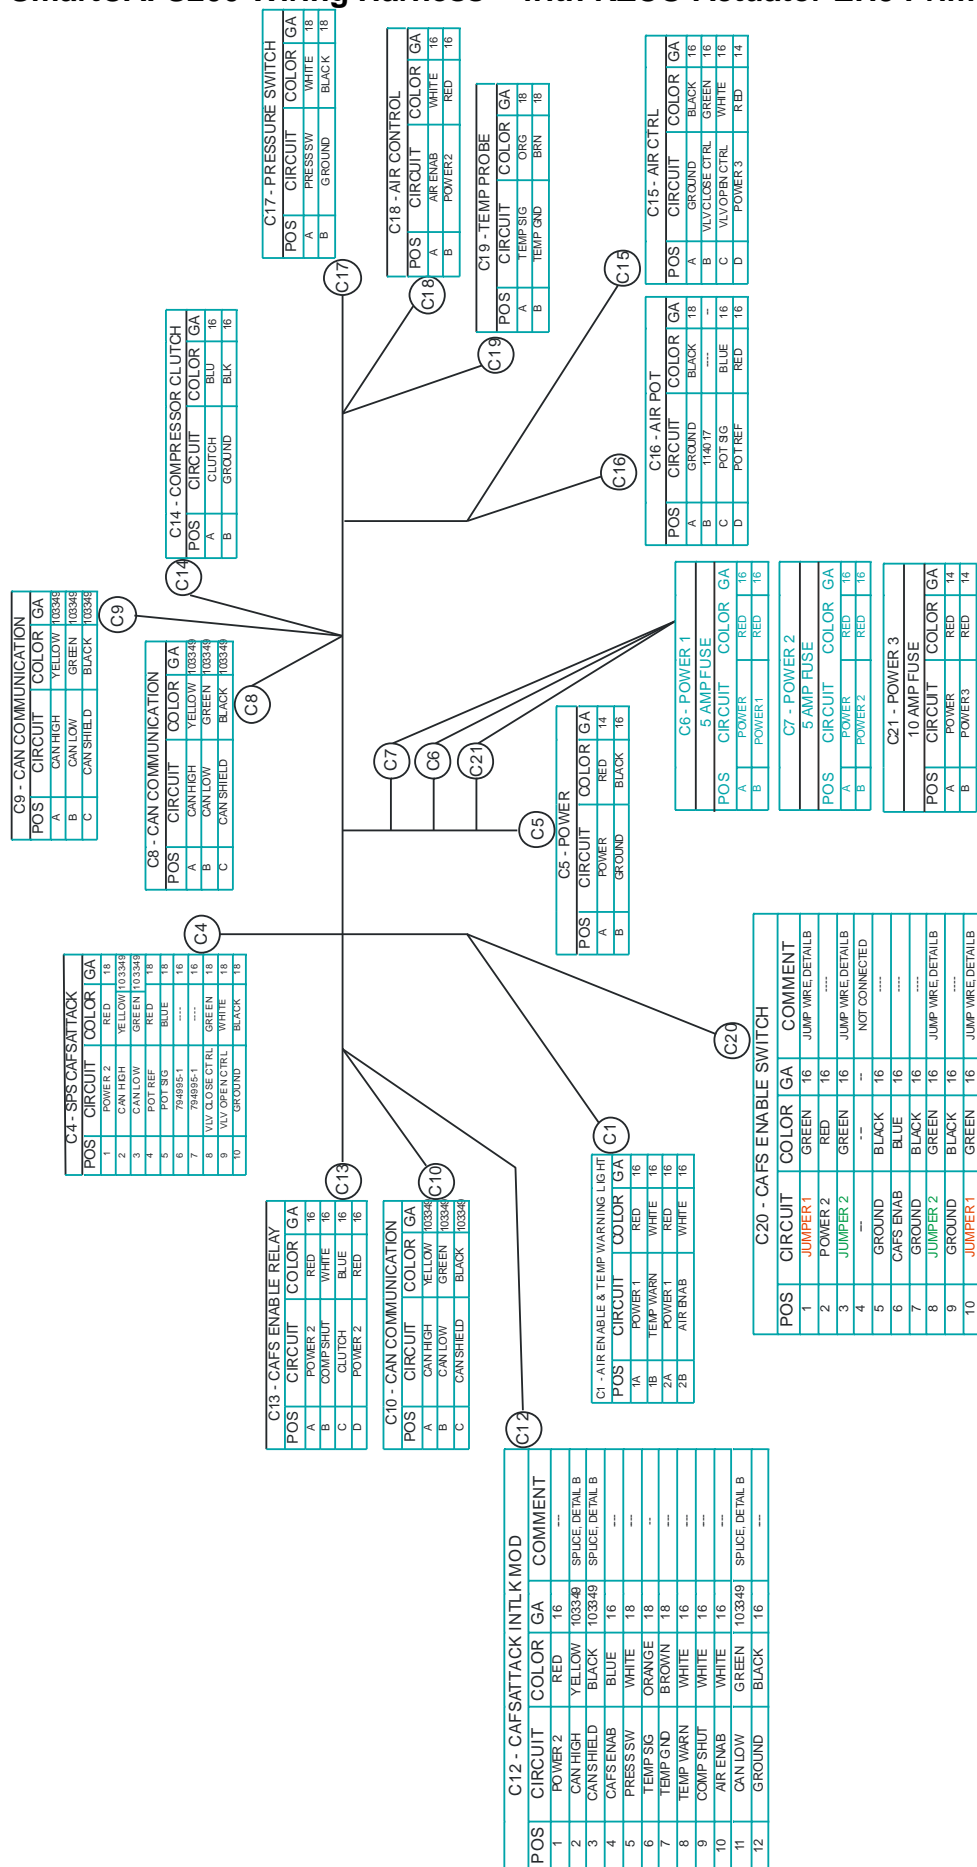 C17 - PRESSURE SWITCH
POS CIRCUIT COLOR GA
A PRESS SW WHITE 18
B GROUND BLACK 18
C18 - AIR CONTROL
POS CIRCUIT COLOR GA
A AIR ENAB WHITE 16
B POWER 2 RED 16
C19 - TEMP PROBE
POS CIRCUIT COLOR GA
A TEMP SIG ORG 18
B TEMP GND BRN 18
C15 - AIR CTRL
POS CIRCUIT COLOR GA
A GROUND BLACK 16
B VLV CLOSE CTRL GREEN 16
C VLV OPEN CTRL WHITE 16
D POWER 3 RED 14
C14 - COMPRESSOR CLUTCH
POS CIRCUIT COLOR GA
A CLUTCH BLU 16
B GROUND BLK 16
C16 - AIR POT
POS CIRCUIT COLOR GA
A GROUND BLACK 18
B 114017 ---- --
C POT SIG BLUE 16
D POT REF RED 16
C9 - CAN COMMUNICATION
POS CIRCUIT COLOR GA
A CAN HIGH YELLOW 103349
B CAN LOW GREEN 103349
C CAN SHIELD BLACK 103349
C8 - CAN COMMUNICATION
POS CIRCUIT COLOR GA
A CAN HIGH YELLOW 103349
B CAN LOW GREEN 103349
C CAN SHIELD BLACK 103349
C6 - POWER 1
5 AMP FUSE
POS CIRCUIT COLOR GA
A POWER RED 16
B POWER1 RED 16
C7 - POWER 2
5 AMP FUSE
POS CIRCUIT COLOR GA
A POWER RED 16
B POWER 2 RED 16
C21 - POWER 3
10 AMP FUSE
POS CIRCUIT COLOR GA
A POWER RED 14
B POWER3 RED 14
C5 - POWER
POS CIRCUIT COLOR GA
A POWER RED 14
B GROUND BLACK 16
C4 - SPS CAFSATTACK
POS CIRCUIT COLOR GA
1 POWER 2 RED 18
2 CAN HIGH YELLOW 103349
3 CAN LOW GREEN 103349
4 POT REF RED 18
5 POT SIG BLUE 18
6 794995-1 ---- 16
7 794995-1 ---- 16
8 VLV CLOSE CTRL GREEN 18
9 VLV OPEN CTRL WHITE 18
10 GROUND BLACK 18
C20 - CAFS ENABLE SWITCH
POS CIRCUIT COLOR GA COMMENT
1 JUMPER 1 GREEN 16 JUMP WIRE, DETAIL B
2 POWER 2 RED 16 ----
3 JUMPER 2 GREEN 16 JUMP WIRE, DETAIL B
4 --- --- -- NOT CONNECTED
5 GROUND BLACK 16 ----
6 CAFS ENAB BLUE 16 ----
7 GROUND BLACK 16 ----
8 JUMPER 2 GREEN 16 JUMP WIRE, DETAIL B
9 GROUND BLACK 16 ----
10 JUMPER 1 GREEN 16 JUMP WIRE, DETAIL B
C13 - CAFS ENABLE RELAY
POS CIRCUIT COLOR GA
A POWER 2 RED 16
B COMP SHUT WHITE 16
C CLUTCH BLUE 16
D POWER 2 RED 16
C10 - CAN COMMUNICATION
POS CIRCUIT COLOR GA
A CAN HIGH YELLOW 103349
B CAN LOW GREEN 103349
C CAN SHIELD BLACK 103349
C1 - AIR ENABLE & TEMP WARNING LIGHT
POS CIRCUIT COLOR GA
1A POWER 1 RED 16
1B TEMP WARN WHITE 16
2A POWER 1 RED 16
2B AIR ENAB WHITE 16
C12 - CAFSATTACK INTLK MOD
POS CIRCUIT COLOR GA COMMENT
1 POWER 2 RED 16 ---
2 CAN HIGH YELLOW 103349 SPLICE, DETAIL B
3 CAN SHIELD BLACK 103349 SPLICE, DETAIL B
4 CAFS ENAB BLUE 16 ---
5 PRESS SW WHITE 18 ---
6 TEMP SIG ORANGE 18 --
7 TEMP GND BROWN 18 ---
8 TEMP WARN WHITE 16 ---
9 COMP SHUT WHITE 16 ---
10 AIR ENAB WHITE 16 ---
11 CAN LOW GREEN 103349 SPLICE, DETAIL B
12 GROUND BLACK 16 ---
C17
C18
C19
C15
C16
C14
C9
C8
C7
C6
C21
C5
C4
C20
C1
C13
C10
C12